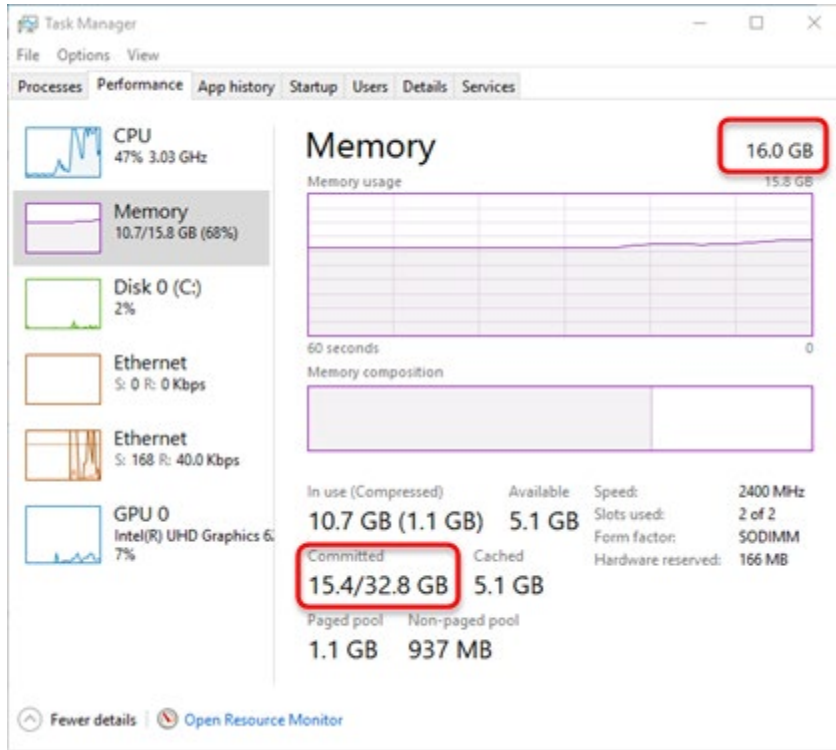 Task Manager
File Options View
Processes Performance App history Startup Users Details Services
CPU
47% 3.03 GHz
Memory
10.7/15.8 GB (68%)
Disk 0 (C:)
2%
Ethernet
S: 0 R: 0 Kbps
Ethernet
S: 168 R: 40.0 Kbps
GPU 0
Intel(R) UHD Graphics 6
7%
Memory 16.0 GB
Memory usage 15.8 GB
60 seconds 0
Memory composition
In use (Compressed) Available
10.7 GB (1.1 GB) 5.1 GB
Committed Cached
15.4/32.8 GB 5.1 GB
Paged pool Non-paged pool
1.1 GB 937 MB
Speed: 2400 MHz
Slots used: 2 of 2
Form factor: SODIMM
Hardware reserved: 166 MB
Fewer details Open Resource Monitor